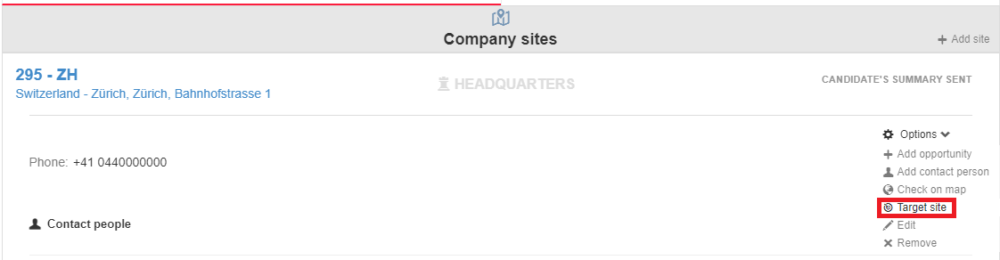 Company sites
Add site
295 - ZH
Switzerland - Zürich, Zürich, Bahnhofstrasse 1
HEADQUARTERS
CANDIDATE'S SUMMARY SENT
Options
Phone: +41 0440000000
Add opportunity
Add contact person
Check on map
Target site
Contact people
Edit
Remove